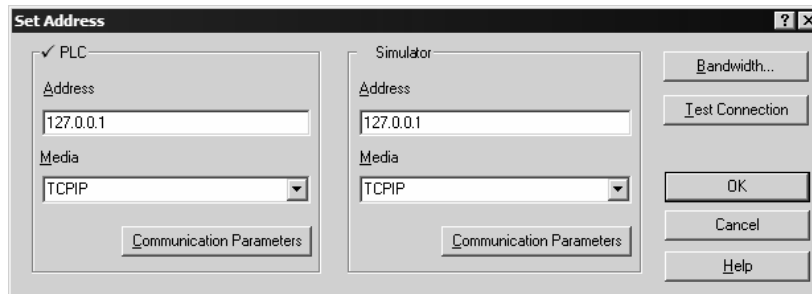 Set Address
✓ PLC
Address
127.0.0.1
Media
TCPIP
Communication Parameters
Simulator
Address
127.0.0.1
Media
TCPIP
Communication Parameters
Bandwidth...
Test Connection
OK
Cancel
Help